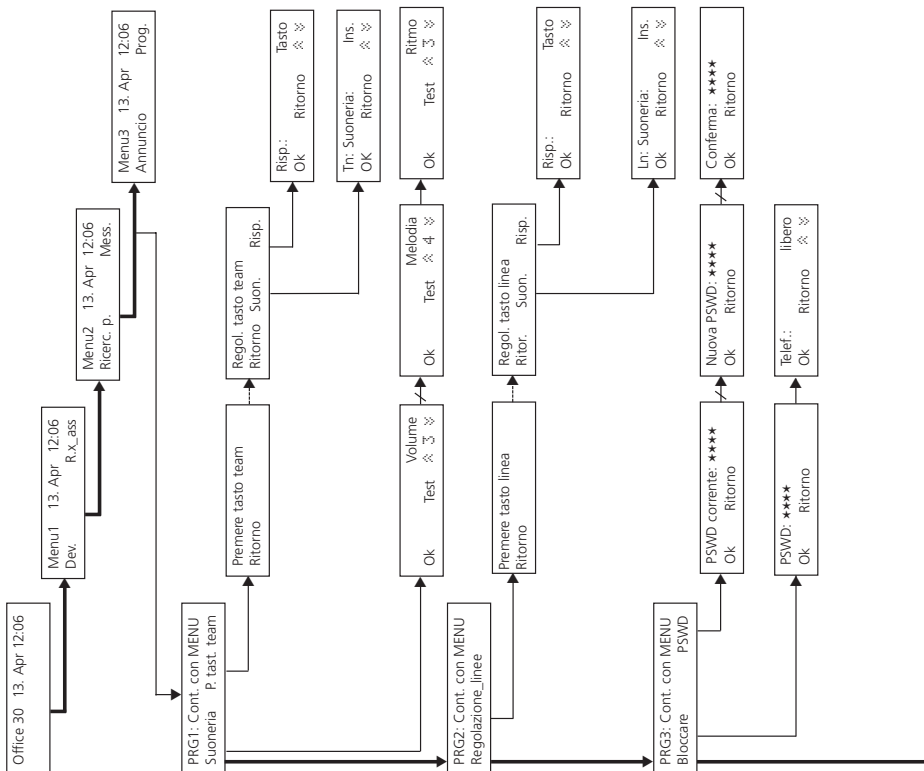 Office 30 13. Apr 12:06
Menu1 13. Apr 12:06
Dev. R.x_ass
Menu2 13. Apr 12:06
Ricerc. p. Mess.
Menu3 13. Apr 12:06
Annuncio Prog.
PRG1: Cont. con MENU
Suoneria P. tast. team
Premere tasto team
Ritorno
Regol. tasto team
Ritorno Suon. Risp.
Risp.: Tasto
Ok Ritorno
Tn: Suoneria: Ins.
OK Ritorno
Volume
Ok Test 3
Melodia
Ok Test 4
Ritmo
Ok Test 3
PRG2: Cont. con MENU
Regolazione_linee
Premere tasto linea
Ritorno
Regol. tasto linea
Ritor. Suon. Risp.
Risp.: Tasto
Ok Ritorno
Ln: Suoneria: Ins.
Ok Ritorno
PRG3: Cont. con MENU
Bloccare PSWD
PSWD corrente: ★★★★
Ok Ritorno
Nuova PSWD: ★★★★
Ok Ritorno
Conferma: ★★★★
Ok Ritorno
PSWD: ★★★★
Ok Ritorno
Telef.: libero
Ok Ritorno